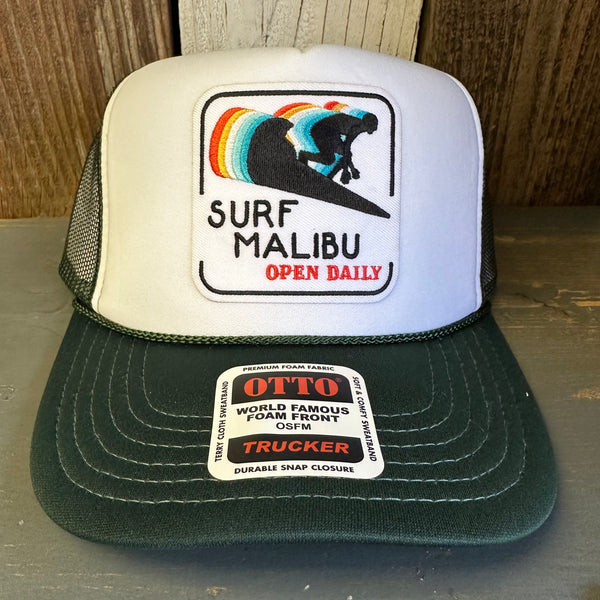 SURF
MALIBU
OPEN DAILY
PREMIUM FOAM FABRIC
TERRY CLOTH SWEATBAND
OTTO®
WORLD FAMOUS
FOAM FRONT
OSFM
TRUCKER
SOFT & COMFY SWEATBAND
DURABLE SNAP CLOSURE